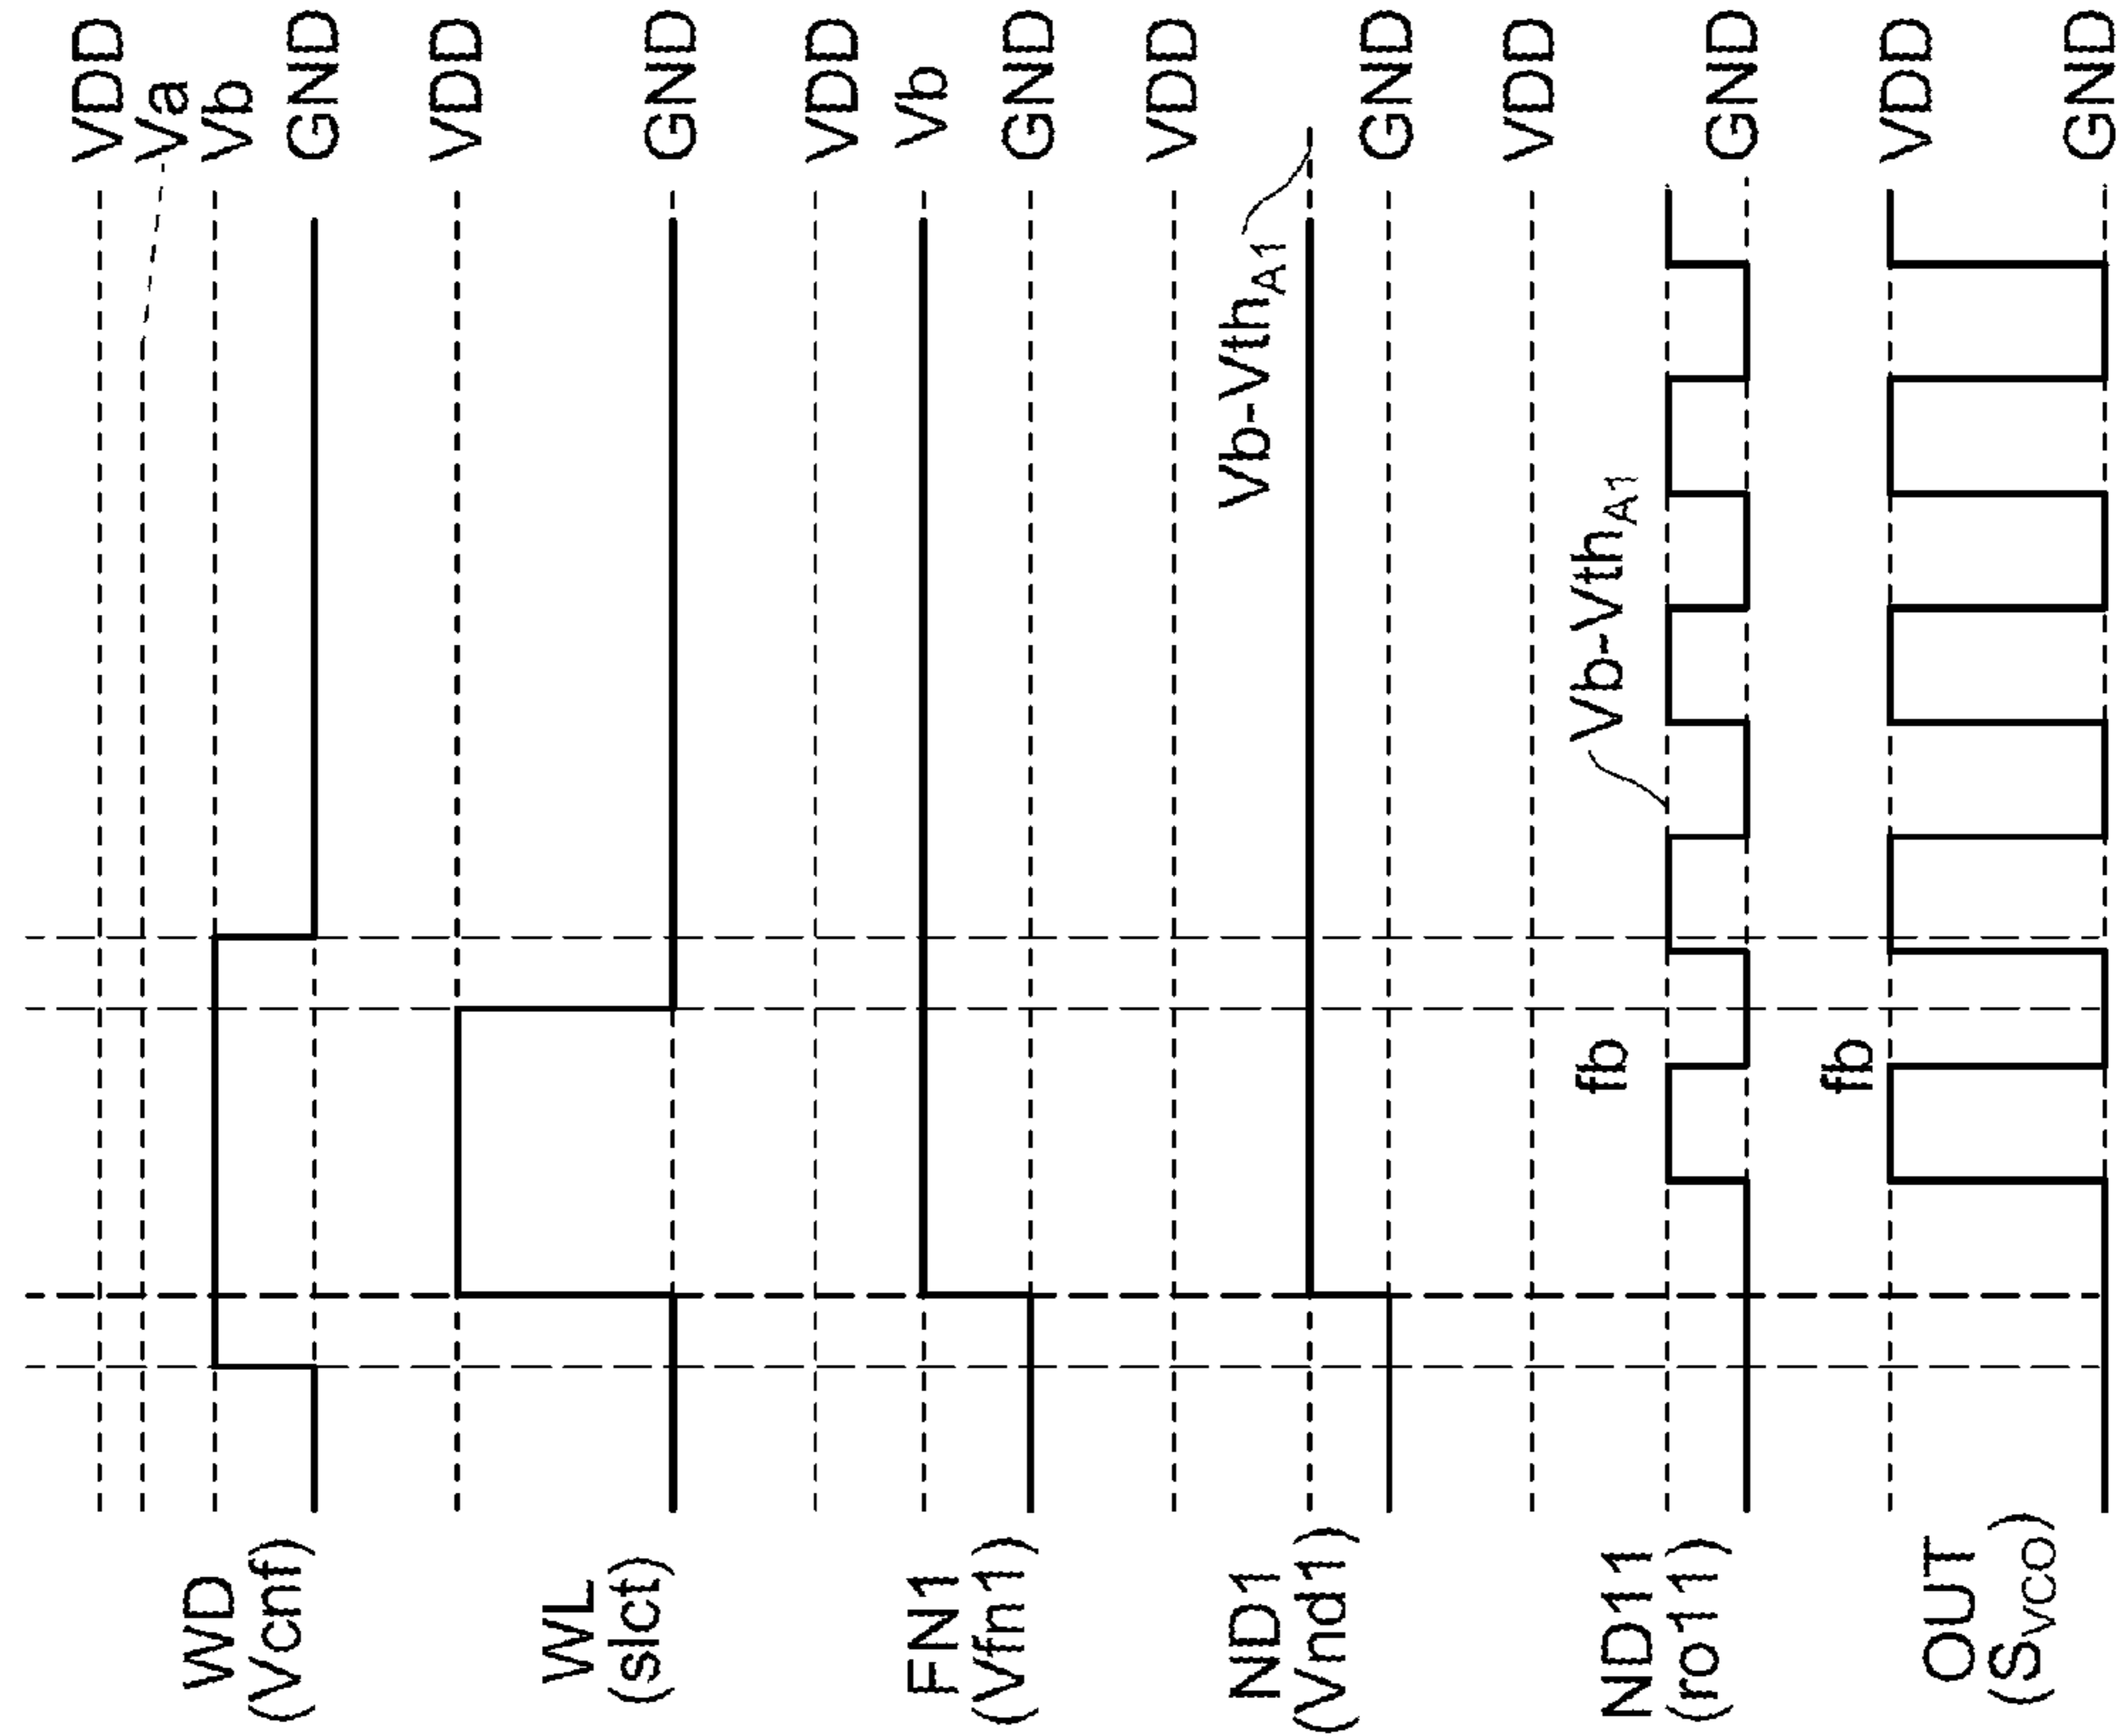 WD
(Vcnf)
VDD
Va
Vb
GND
WL
(slct)
VDD
GND
FN1
(Vfn1)
VDD
Vb
GND
ND1
(Vnd1)
VDD
Vb-VthA1
GND
ND11
(ro11)
VDD
fb
Vb-VthA1
GND
OUT
(SVCO)
fb
VDD
GND